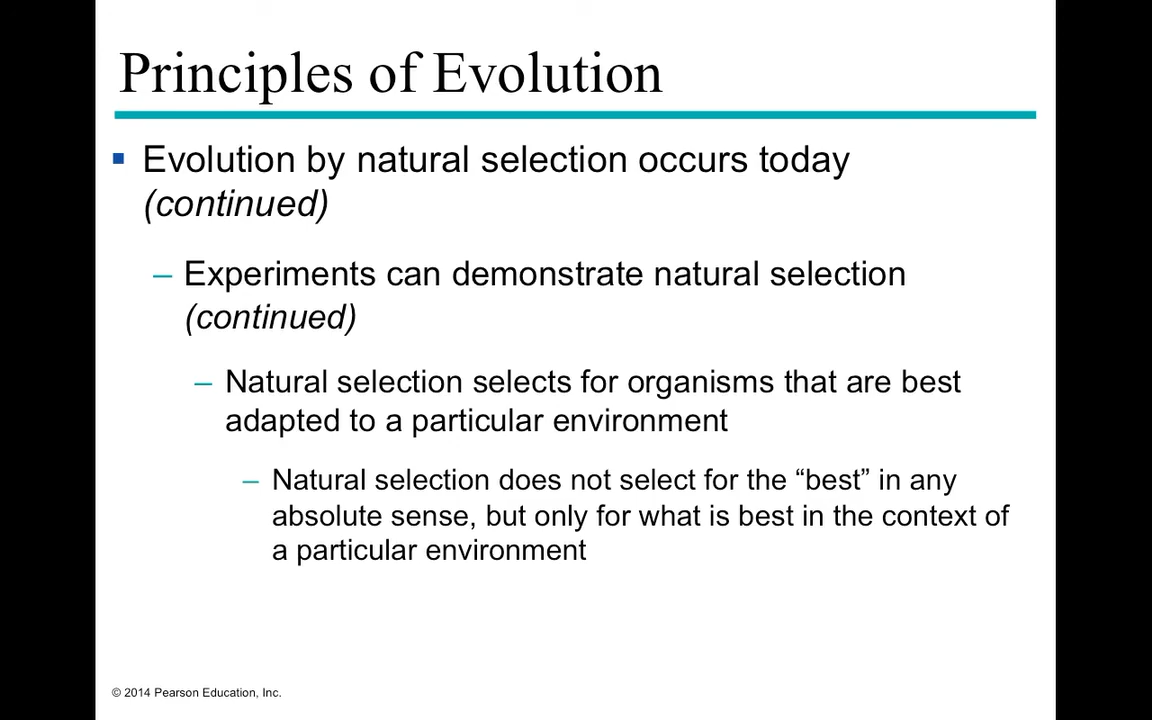 Principles of Evolution
▪ Evolution by natural selection occurs today
(continued)
– Experiments can demonstrate natural selection
(continued)
– Natural selection selects for organisms that are best
adapted to a particular environment
– Natural selection does not select for the “best” in any
absolute sense, but only for what is best in the context of
a particular environment
© 2014 Pearson Education, Inc.